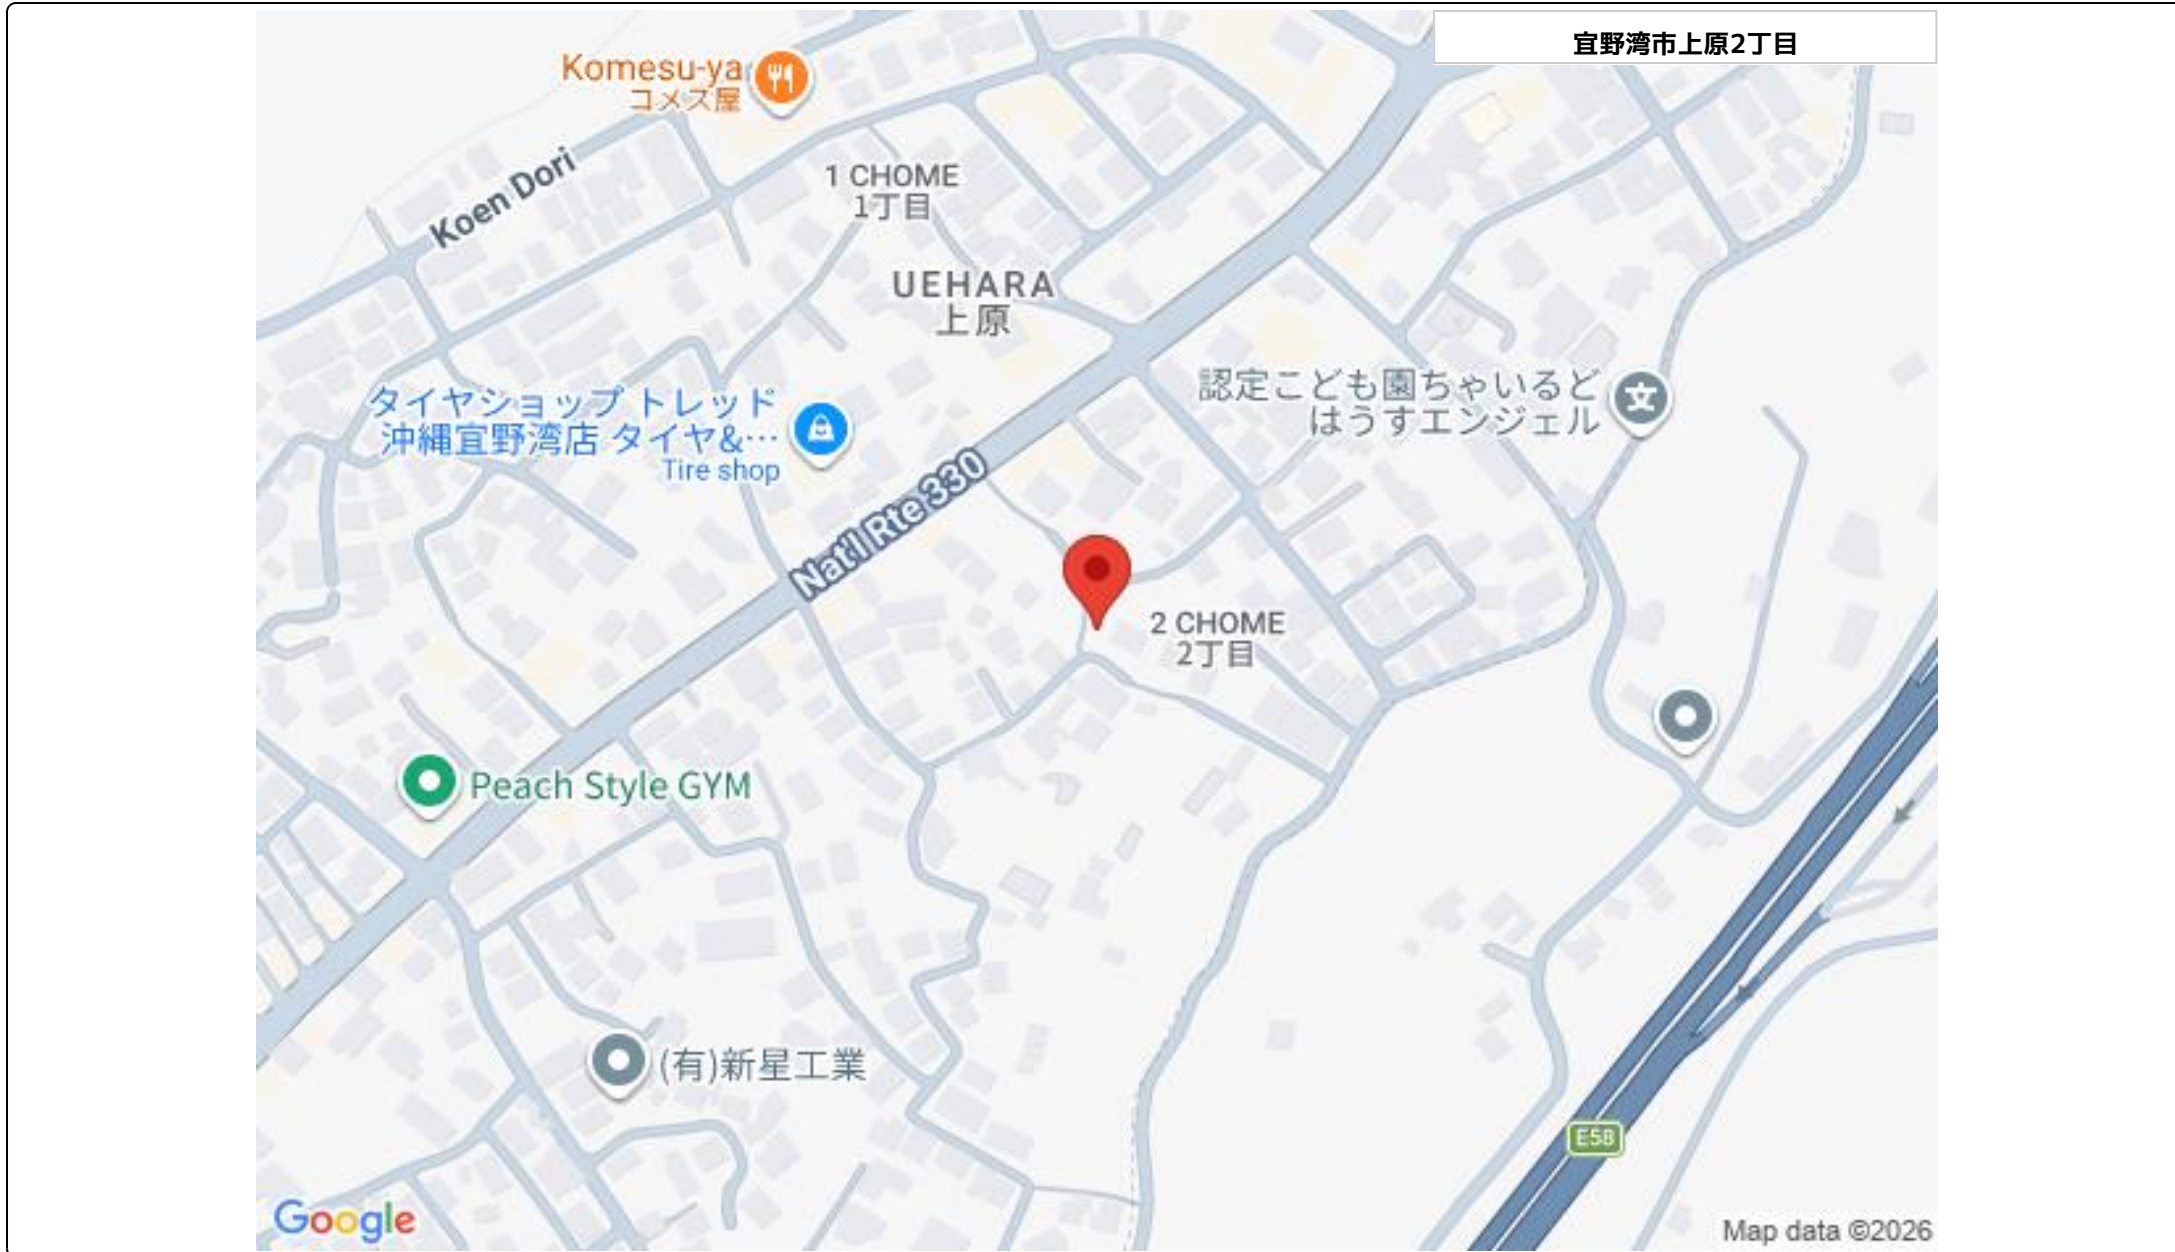 宜野湾市上原2丁目
Komesu-ya
コメス屋
Koen Dori
1 CHOME
1丁目
UEHARA
上原
タイヤショップ トレッド
沖縄宜野湾店 タイヤ&…
Tire shop
認定こども園ちゃいるど
はうすエンジェル
文
Nat'l Rte 330
2 CHOME
2丁目
Peach Style GYM
(有)新星工業
E58
Google
Map data ©2026